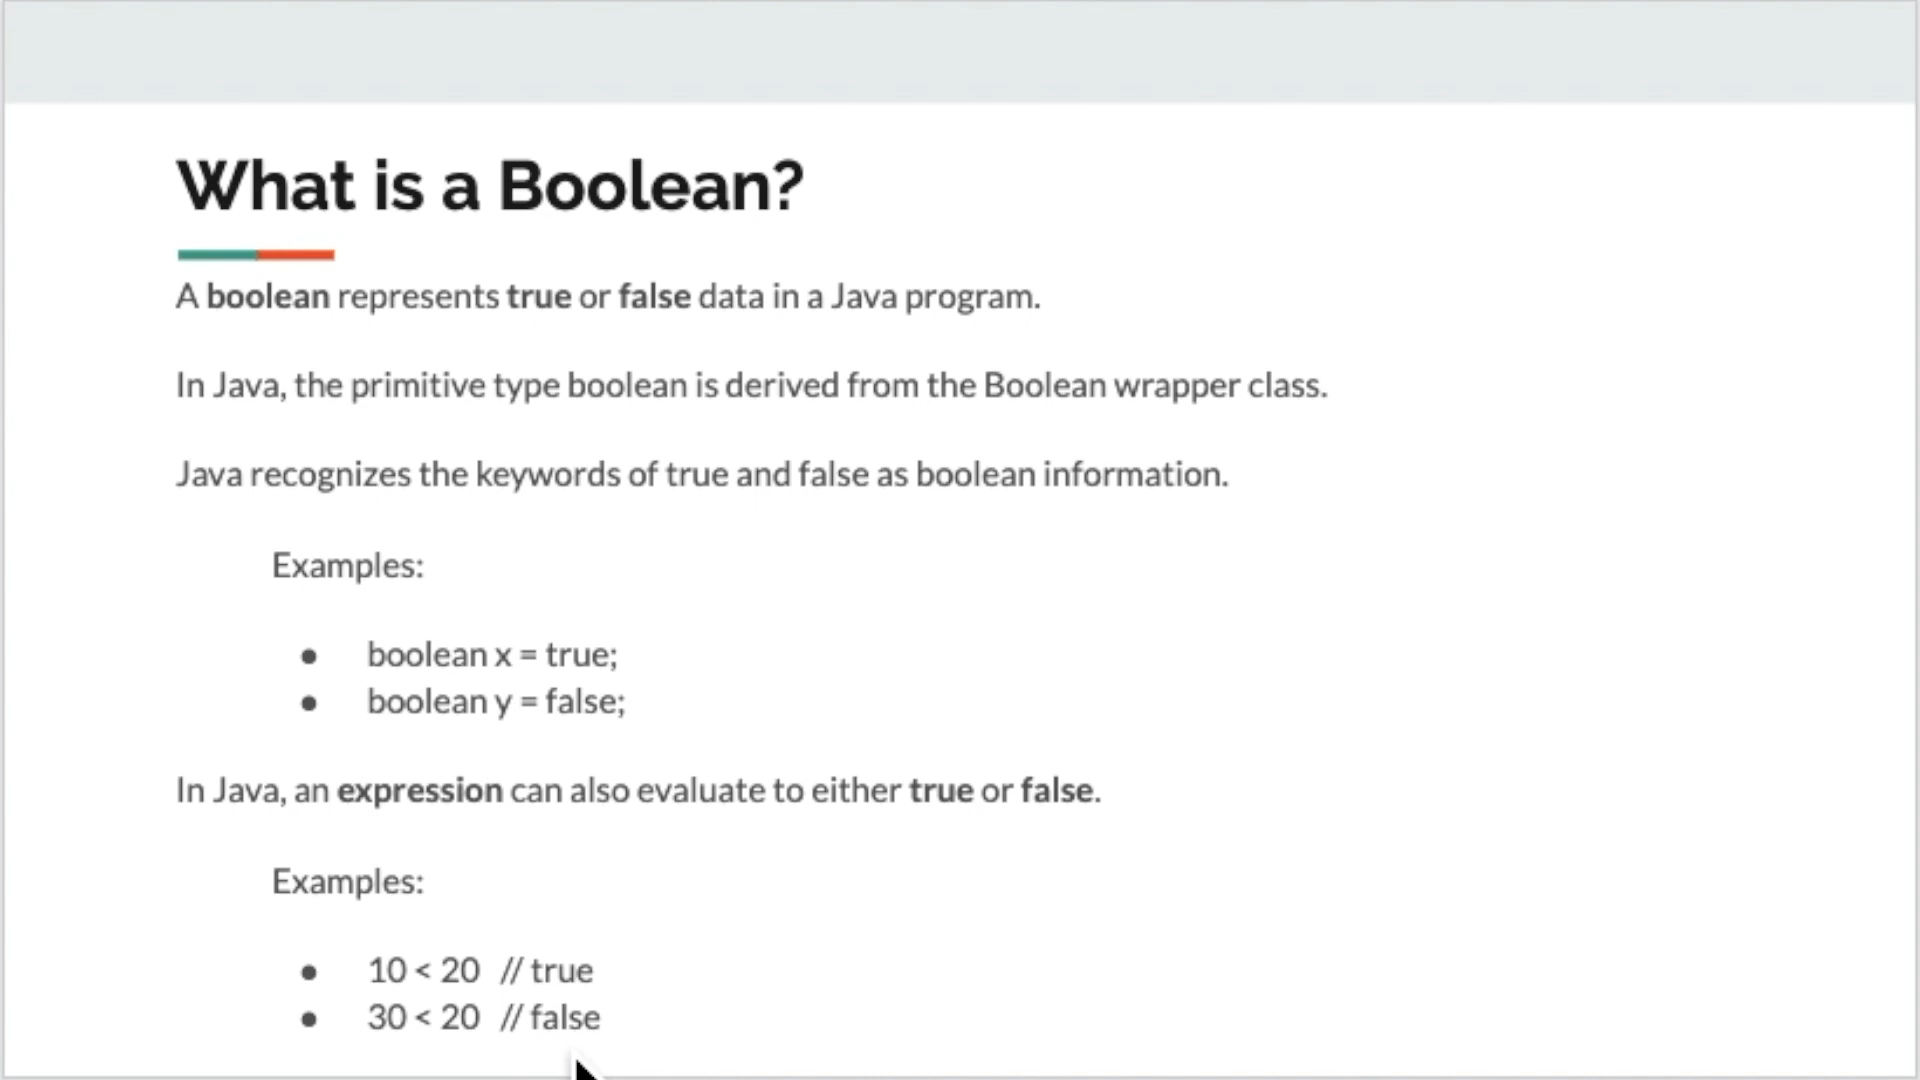 What is a Boolean?
A boolean represents true or false data in a Java program.
In Java, the primitive type boolean is derived from the Boolean wrapper class.
Java recognizes the keywords of true and false as boolean information.
Examples:
● boolean x = true;
● boolean y = false;
In Java, an expression can also evaluate to either true or false.
Examples:
● 10 < 20 // true
● 30 < 20 // false